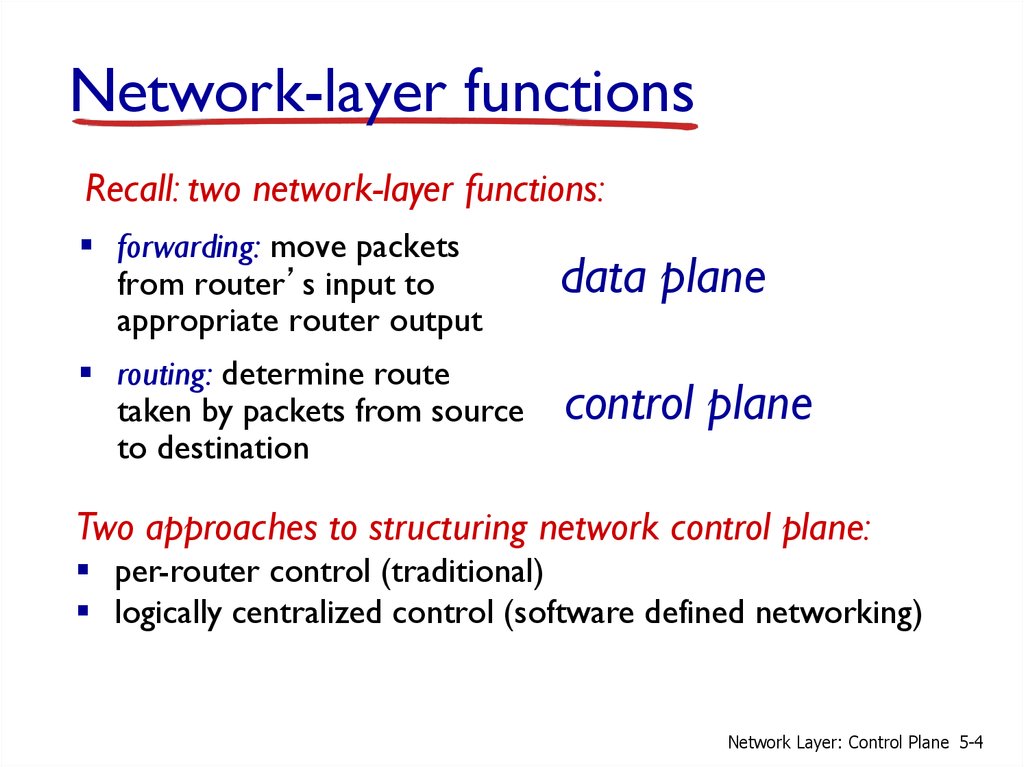 Network-layer functions
Recall: two network-layer functions:
▪ forwarding: move packets
from router’s input to
appropriate router output
data plane
▪ routing: determine route
taken by packets from source
to destination
control plane
Two approaches to structuring network control plane:
▪ per-router control (traditional)
▪ logically centralized control (software defined networking)
Network Layer: Control Plane 5-4